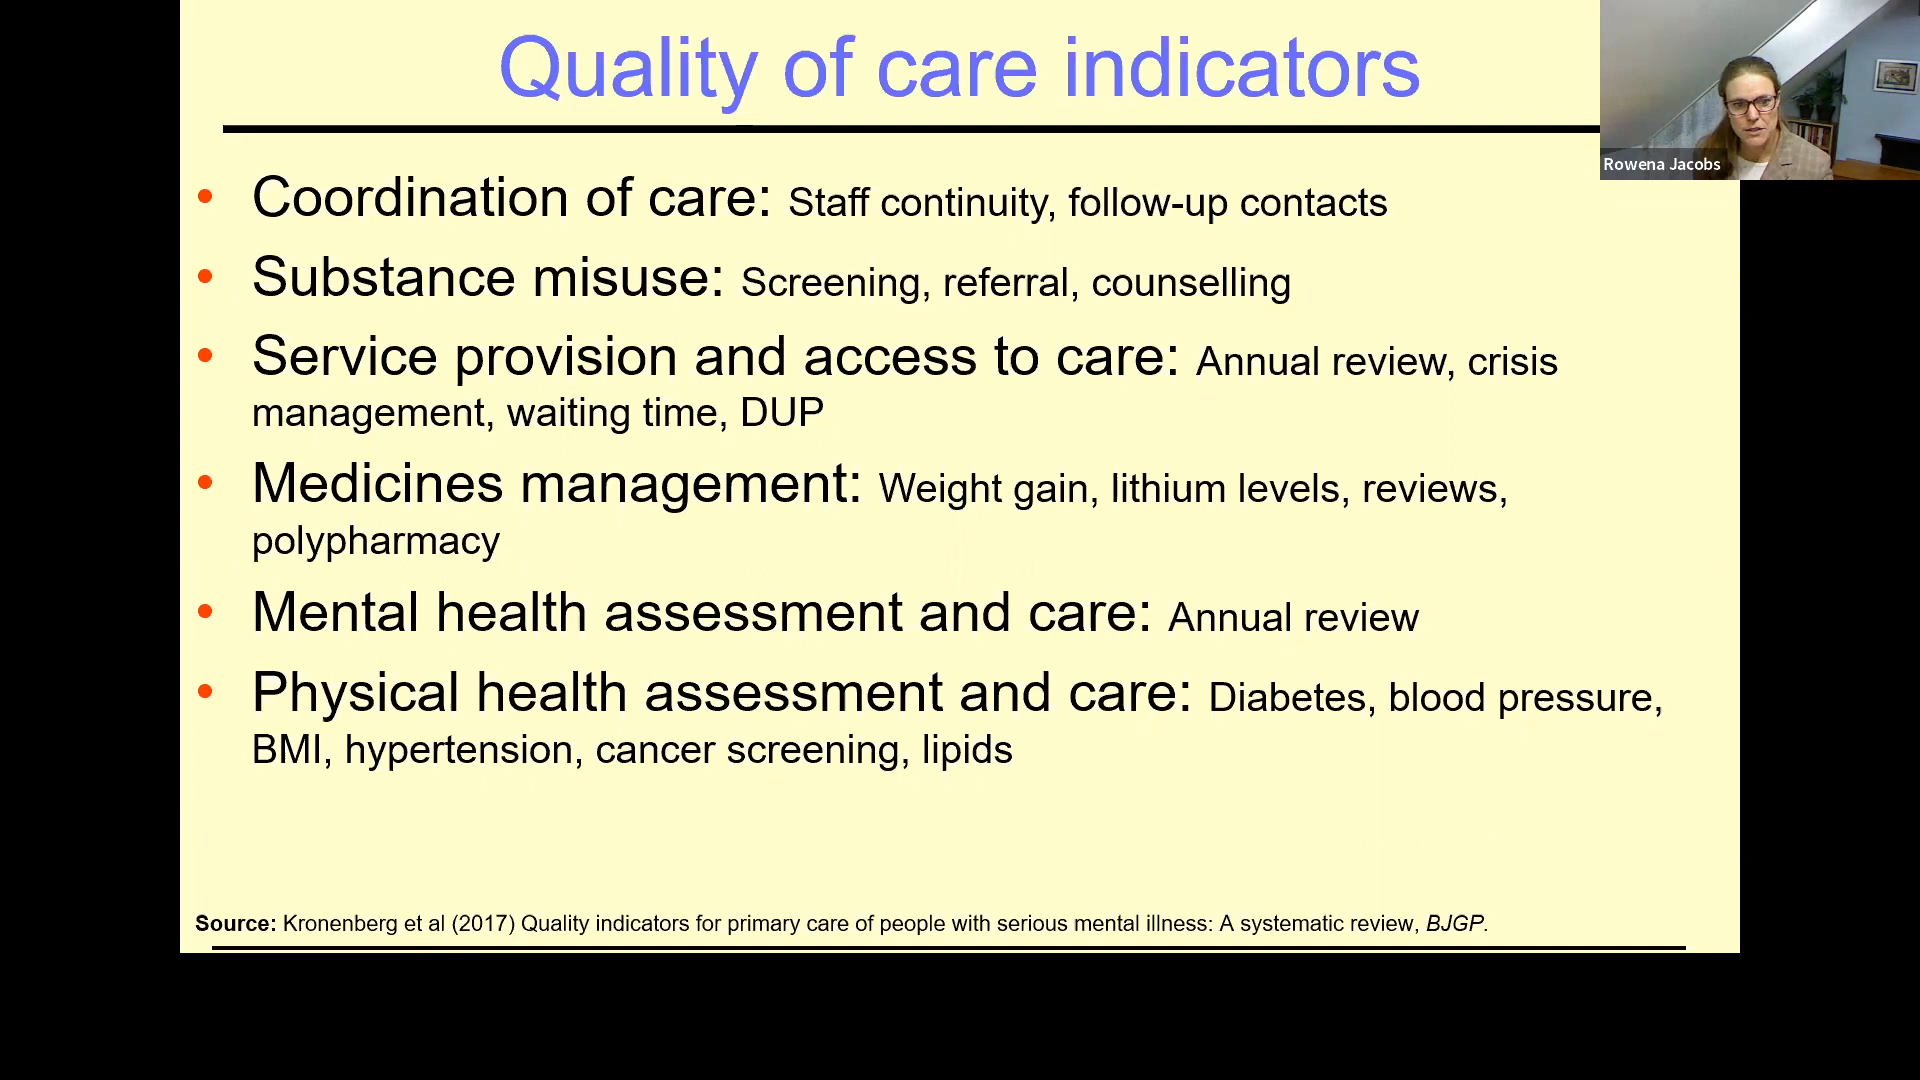 Quality of care indicators
Rowena Jacobs
• Coordination of care: Staff continuity, follow-up contacts
• Substance misuse: Screening, referral, counselling
• Service provision and access to care: Annual review, crisis
management, waiting time, DUP
• Medicines management: Weight gain, lithium levels, reviews,
polypharmacy
• Mental health assessment and care: Annual review
• Physical health assessment and care: Diabetes, blood pressure,
BMI, hypertension, cancer screening, lipids
Source: Kronenberg et al (2017) Quality indicators for primary care of people with serious mental illness: A systematic review, BJGP.